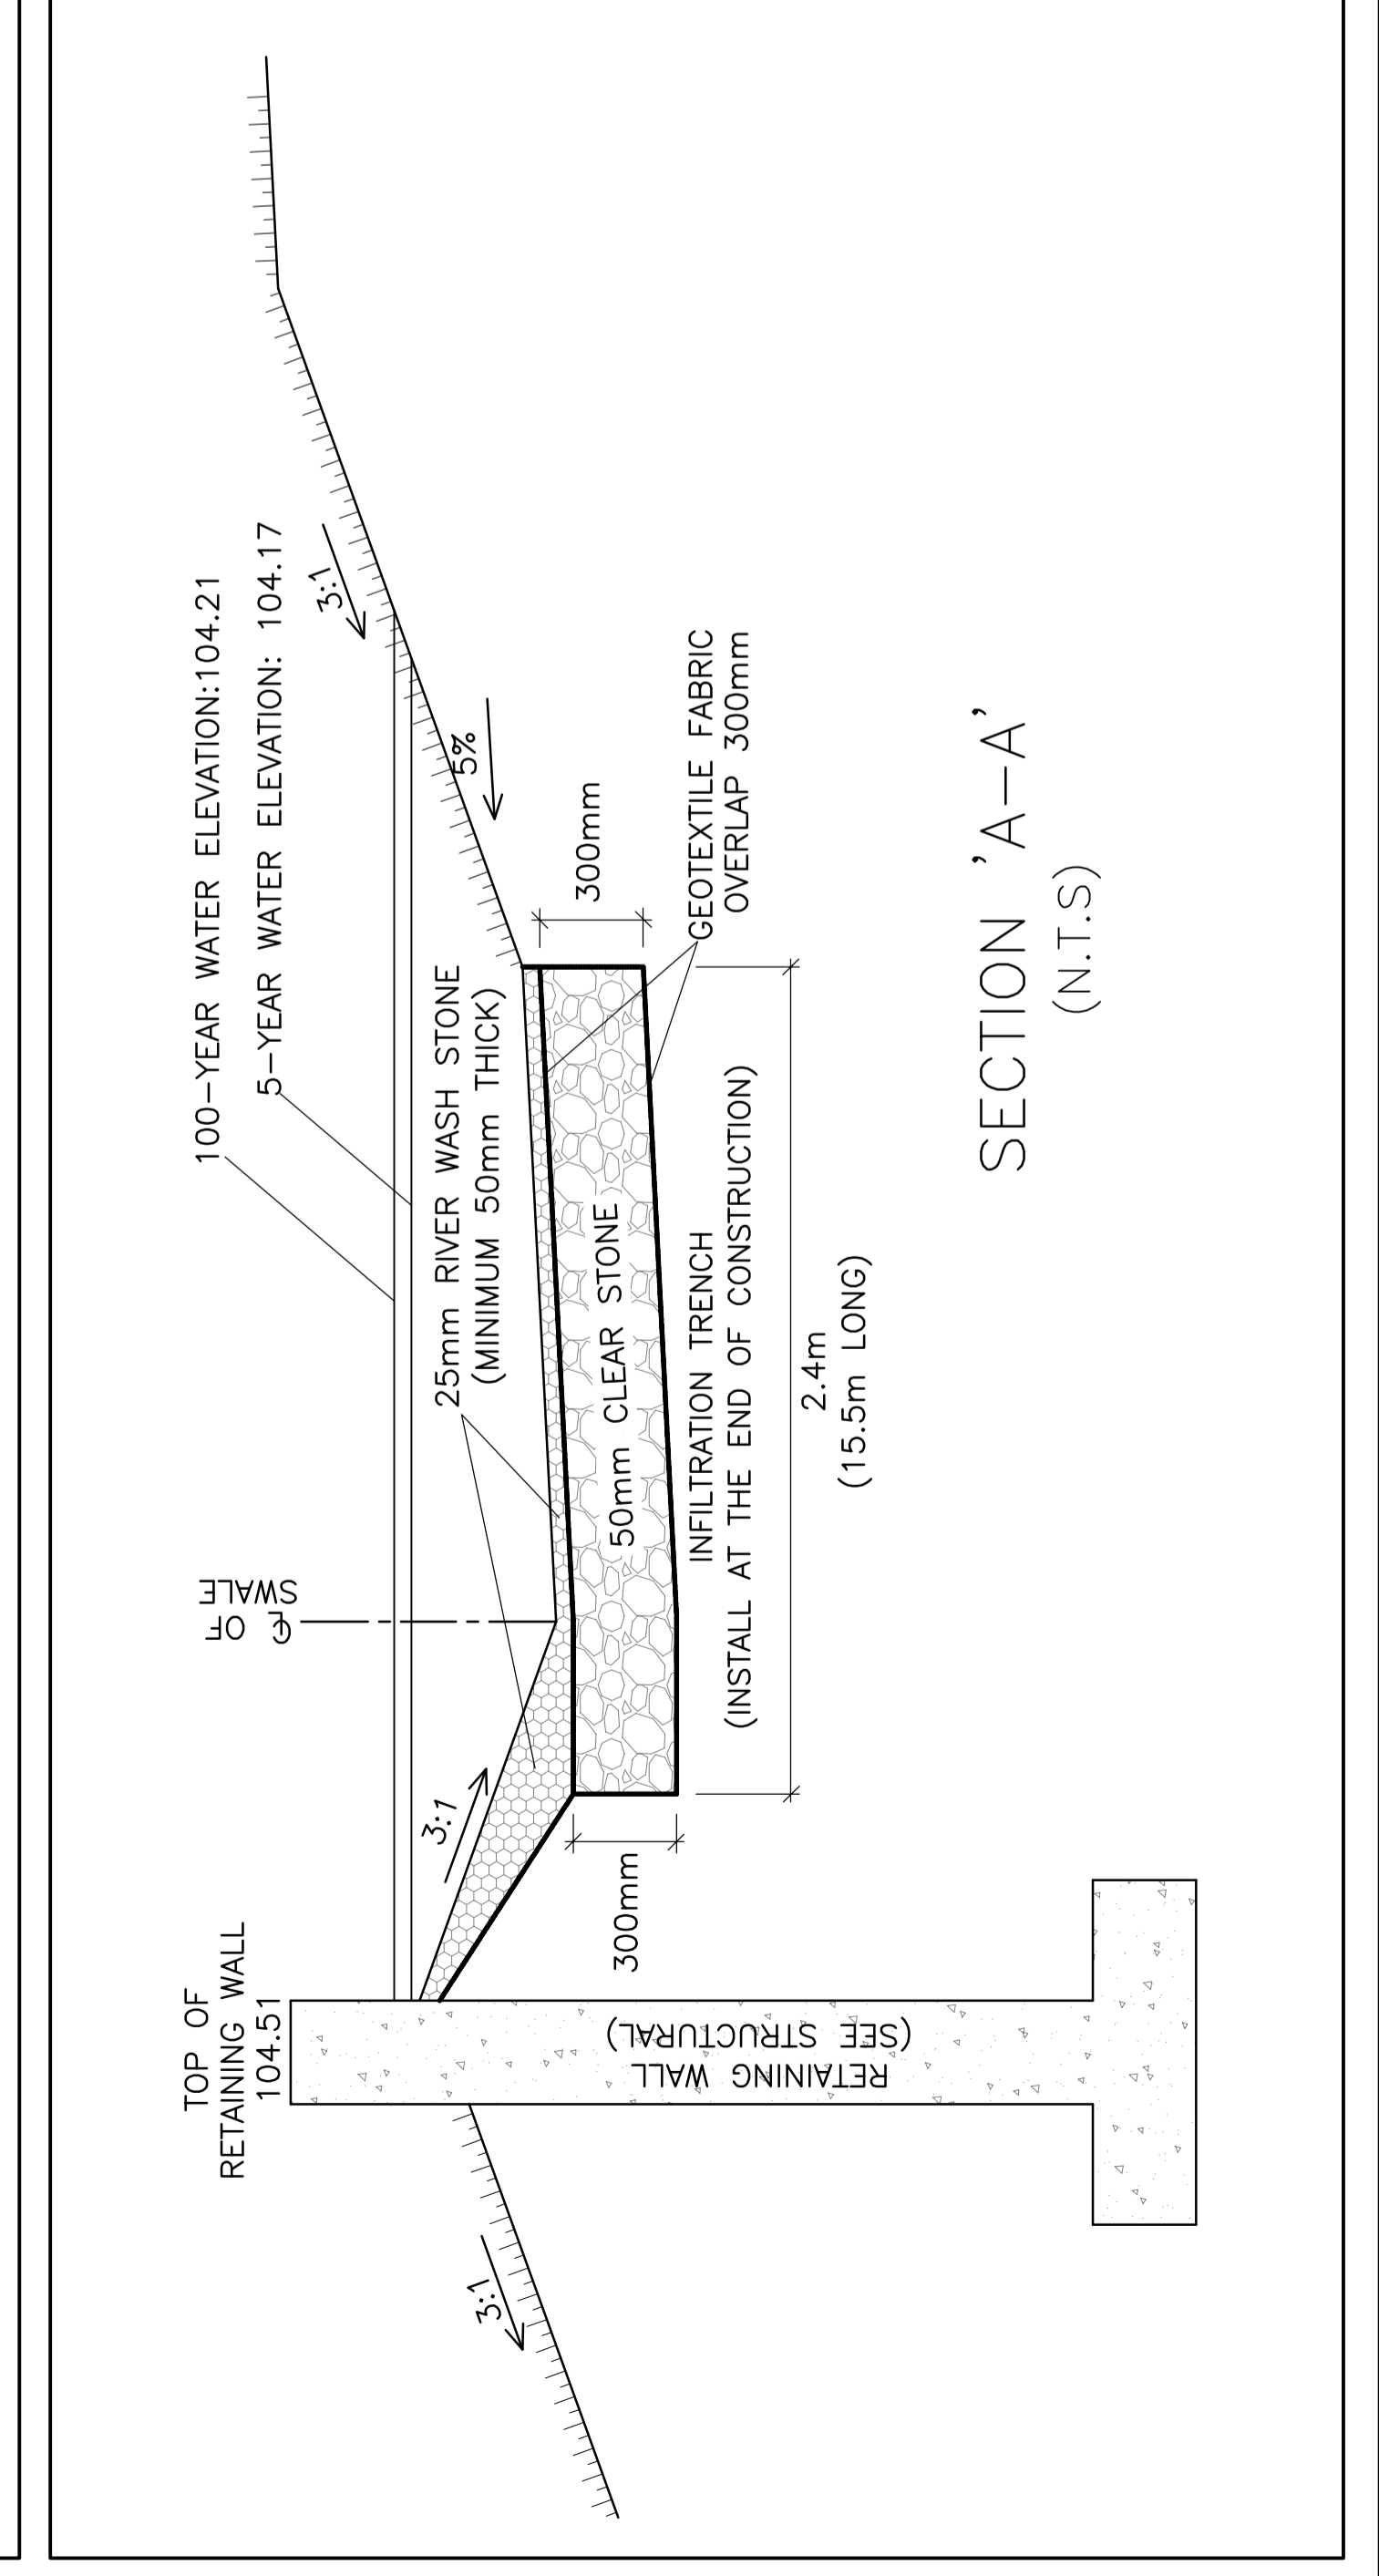 100-YEAR WATER ELEVATION:104.21
5-YEAR WATER ELEVATION: 104.17
TOP OF
RETAINING WALL
104.51
℄ OF
SWALE
25mm RIVER WASH STONE
(MINIMUM 50mm THICK)
3:1
3:1
5%
3:1
300mm
300mm
50mm CLEAR STONE
GEOTEXTILE FABRIC
OVERLAP 300mm
RETAINING WALL
(SEE STRUCTURAL)
INFILTRATION TRENCH
(INSTALL AT THE END OF CONSTRUCTION)
2.4m
(15.5m LONG)
SECTION 'A-A'
(N.T.S)